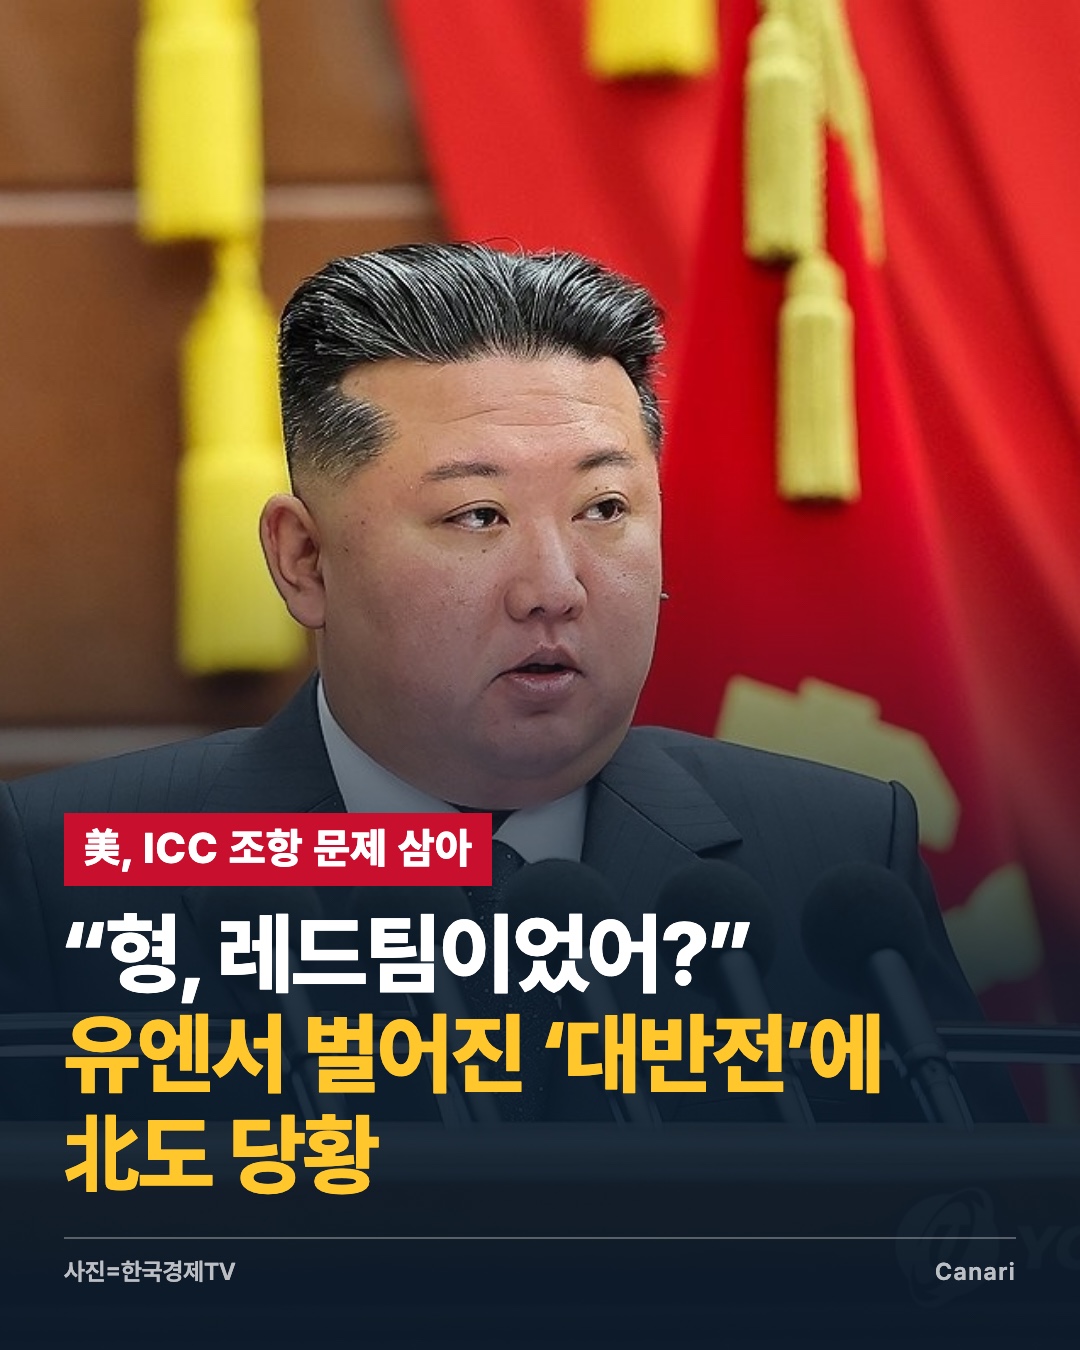 美, ICC 조항 문제 삼아
“형, 레드팀이었어?”
유엔서 벌어진 ‘대반전’에
北도 당황
사진=한국경제TV
Canari